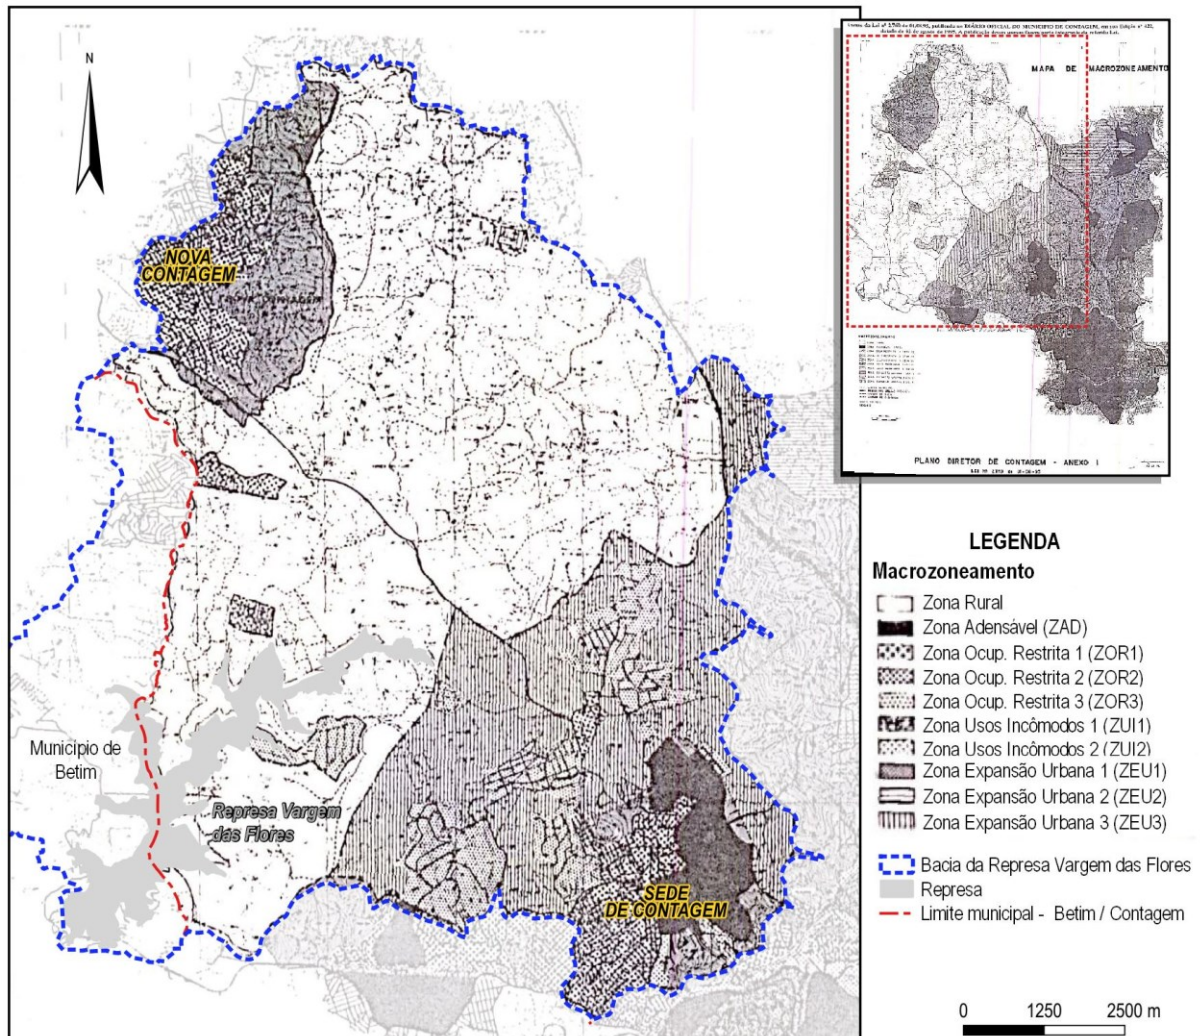 N
NOVA
CONTAGEM
Município de
Betim
Represa Vargem
das Flores
SEDE
DE CONTAGEM
MAPA DE MACROZONEAMENTO
PLANO DIRETOR DE CONTAGEM - ANEXO I
LEGENDA
Macrozoneamento
Zona Rural
Zona Adensável (ZAD)
Zona Ocup. Restrita 1 (ZOR1)
Zona Ocup. Restrita 2 (ZOR2)
Zona Ocup. Restrita 3 (ZOR3)
Zona Usos Incômodos 1 (ZUI1)
Zona Usos Incômodos 2 (ZUI2)
Zona Expansão Urbana 1 (ZEU1)
Zona Expansão Urbana 2 (ZEU2)
Zona Expansão Urbana 3 (ZEU3)
Bacia da Represa Vargem das Flores
Represa
Limite municipal - Betim / Contagem
0 1250 2500 m